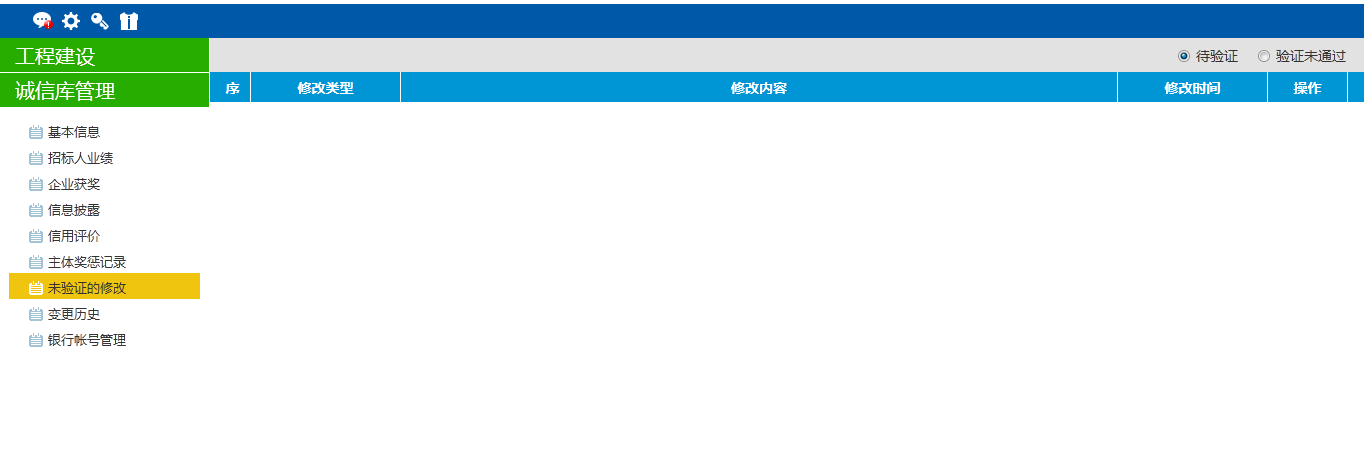 工程建设
待验证 验证未通过
诚信库管理
序 修改类型 修改内容 修改时间 操作
基本信息
招标人业绩
企业获奖
信息披露
信用评价
主体奖惩记录
未验证的修改
变更历史
银行帐号管理